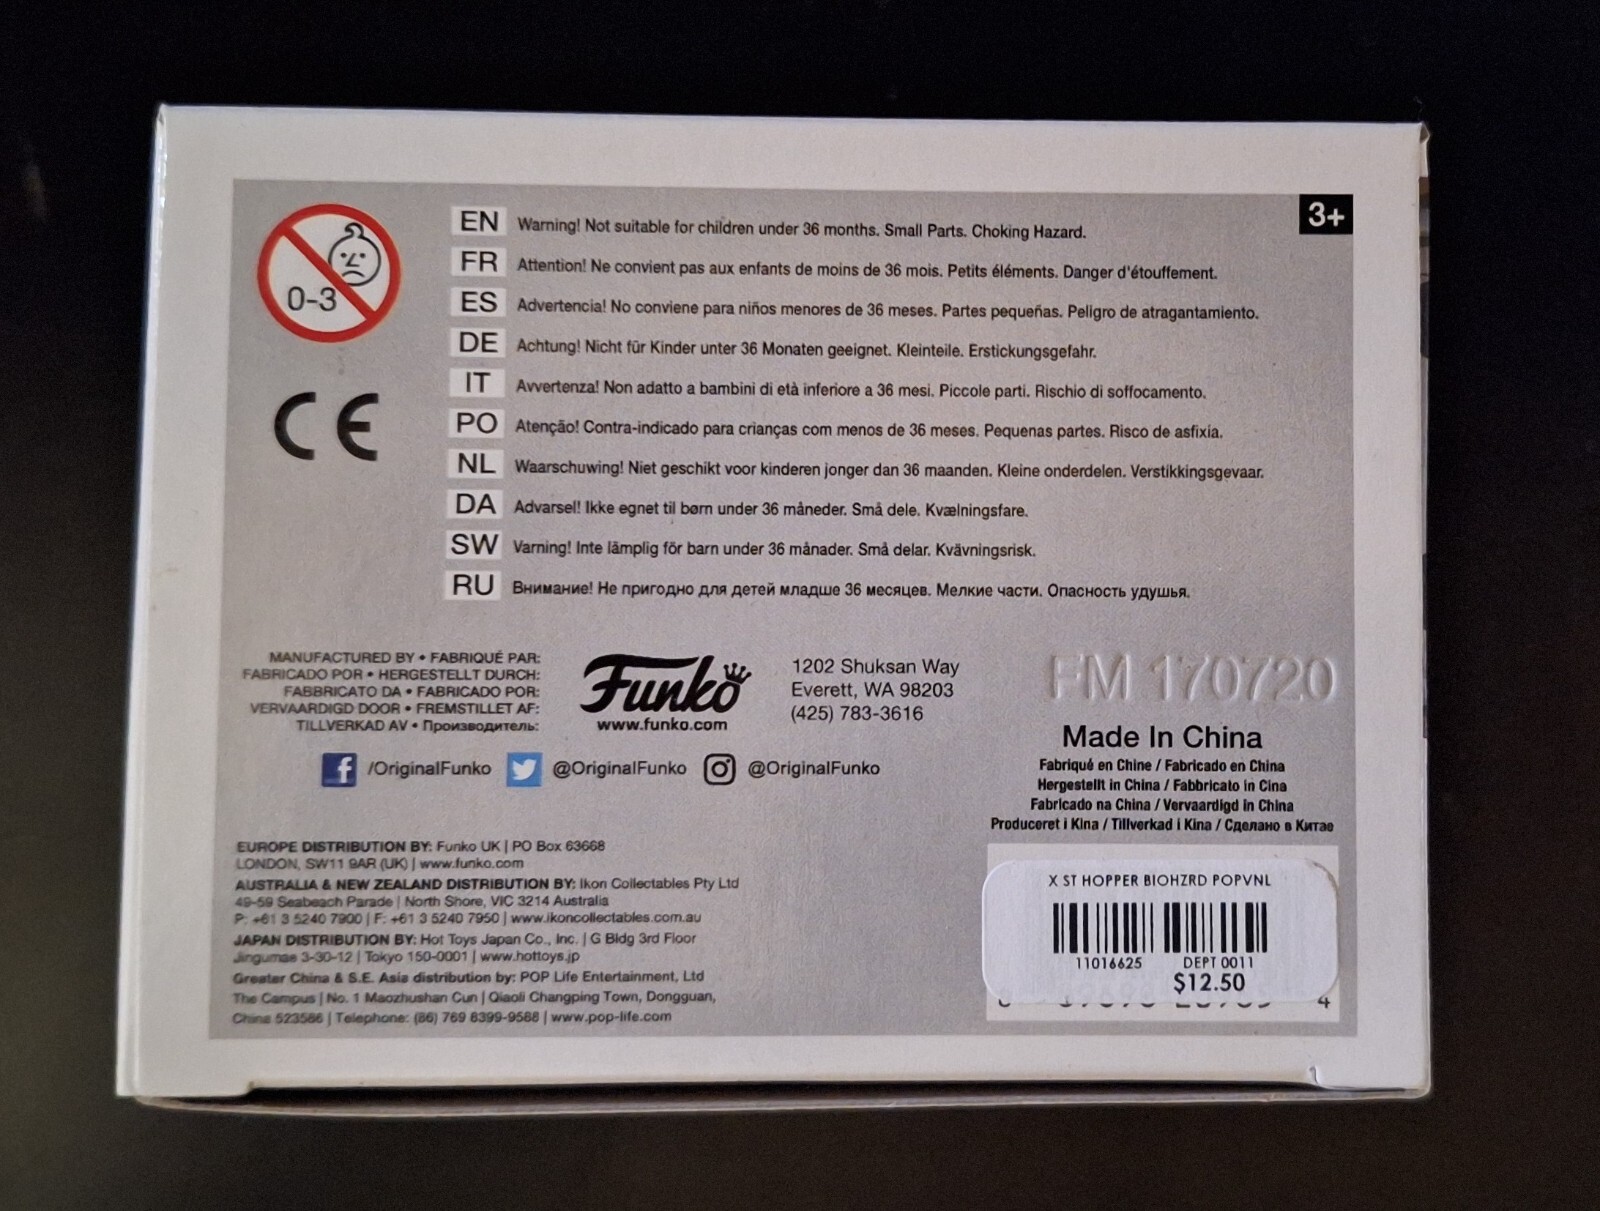 0-3
CE
3+
EN Warning! Not suitable for children under 36 months. Small Parts. Choking Hazard.
FR Attention! Ne convient pas aux enfants de moins de 36 mois. Petits éléments. Danger d'étouffement.
ES Advertencia! No conviene para niños menores de 36 meses. Partes pequeñas. Peligro de atragantamiento.
DE Achtung! Nicht für Kinder unter 36 Monaten geeignet. Kleinteile. Erstickungsgefahr.
IT Avvertenza! Non adatto a bambini di età inferiore a 36 mesi. Piccole parti. Rischio di soffocamento.
PO Atenção! Contra-indicado para crianças com menos de 36 meses. Pequenas partes. Risco de asfixia.
NL Waarschuwing! Niet geschikt voor kinderen jonger dan 36 maanden. Kleine onderdelen. Verstikkingsgevaar.
DA Advarsel! Ikke egnet til børn under 36 måneder. Små dele. Kvælningsfare.
SW Varning! Inte lämplig för barn under 36 månader. Små delar. Kvävningsrisk.
RU Внимание! Не пригодно для детей младше 36 месяцев. Мелкие части. Опасность удушья.
MANUFACTURED BY • FABRIQUÉ PAR:
FABRICADO POR • HERGESTELLT DURCH:
FABBRICATO DA • FABRICADO POR:
VERVAARDIGD DOOR • FREMSTILLET AF:
TILLVERKAD AV • Производитель:
Funko
www.funko.com
1202 Shuksan Way
Everett, WA 98203
(425) 783-3616
FM 170720
Made In China
Fabriqué en Chine / Fabricado en China
Hergestellt in China / Fabbricato in Cina
Fabricado na China / Vervaardigd in China
Produceret i Kina / Tillverkad i Kina / Сделано в Китае
f /OriginalFunko @OriginalFunko @OriginalFunko
EUROPE DISTRIBUTION BY: Funko UK | PO Box 63668
LONDON, SW11 9AR (UK) | www.funko.com
AUSTRALIA & NEW ZEALAND DISTRIBUTION BY: Ikon Collectables Pty Ltd
49-59 Seabeach Parade | North Shore, VIC 3214 Australia
P: +61 3 5240 7900 | F: +61 3 5240 7950 | www.ikoncollectables.com.au
JAPAN DISTRIBUTION BY: Hot Toys Japan Co., Inc. | G Bldg 3rd Floor
Jingumae 3-30-12 | Tokyo 150-0001 | www.hottoys.jp
Greater China & S.E. Asia distribution by: POP Life Entertainment, Ltd
The Campus | No. 1 Maozhushan Cun | Qiaoli Changping Town, Dongguan,
China 523586 | Telephone: (86) 769 8399-9588 | www.pop-life.com
X ST HOPPER BIOHZRD POPVNL
11016625 DEPT 0011
$12.50
4